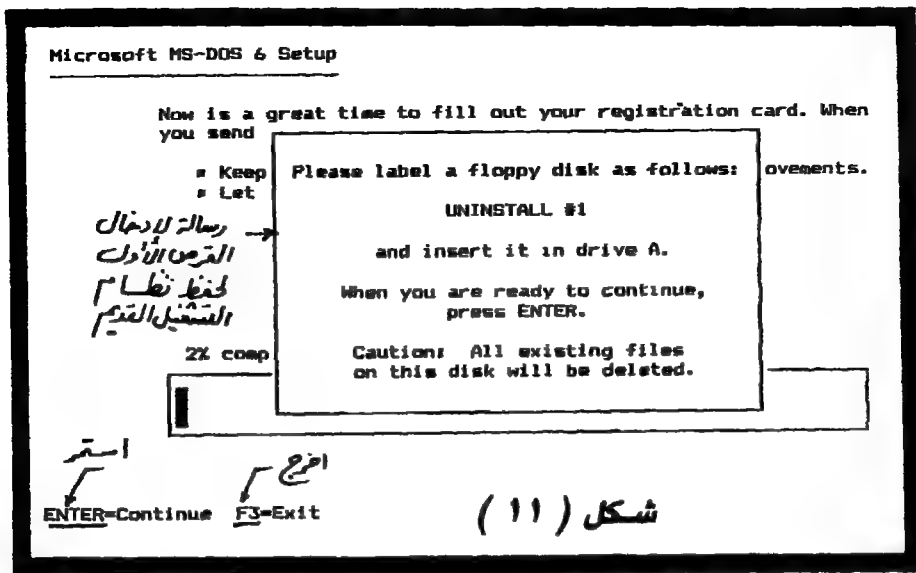 Microsoft MS-DOS 6 Setup
Now is a great time to fill out your registration card. When
you send
Keep
ovements.
Let
Please label a floppy disk as follows:
UNINSTALL #1
and insert it in drive A.
When you are ready to continue,
press ENTER.
Caution: All existing files
on this disk will be deleted.
رسالة لادخال
القرص الأول
لحفظ نظام
التشغيل القديم
2% comp
استمر
اخرج
ENTER=Continue F3=Exit
شكل (١١)